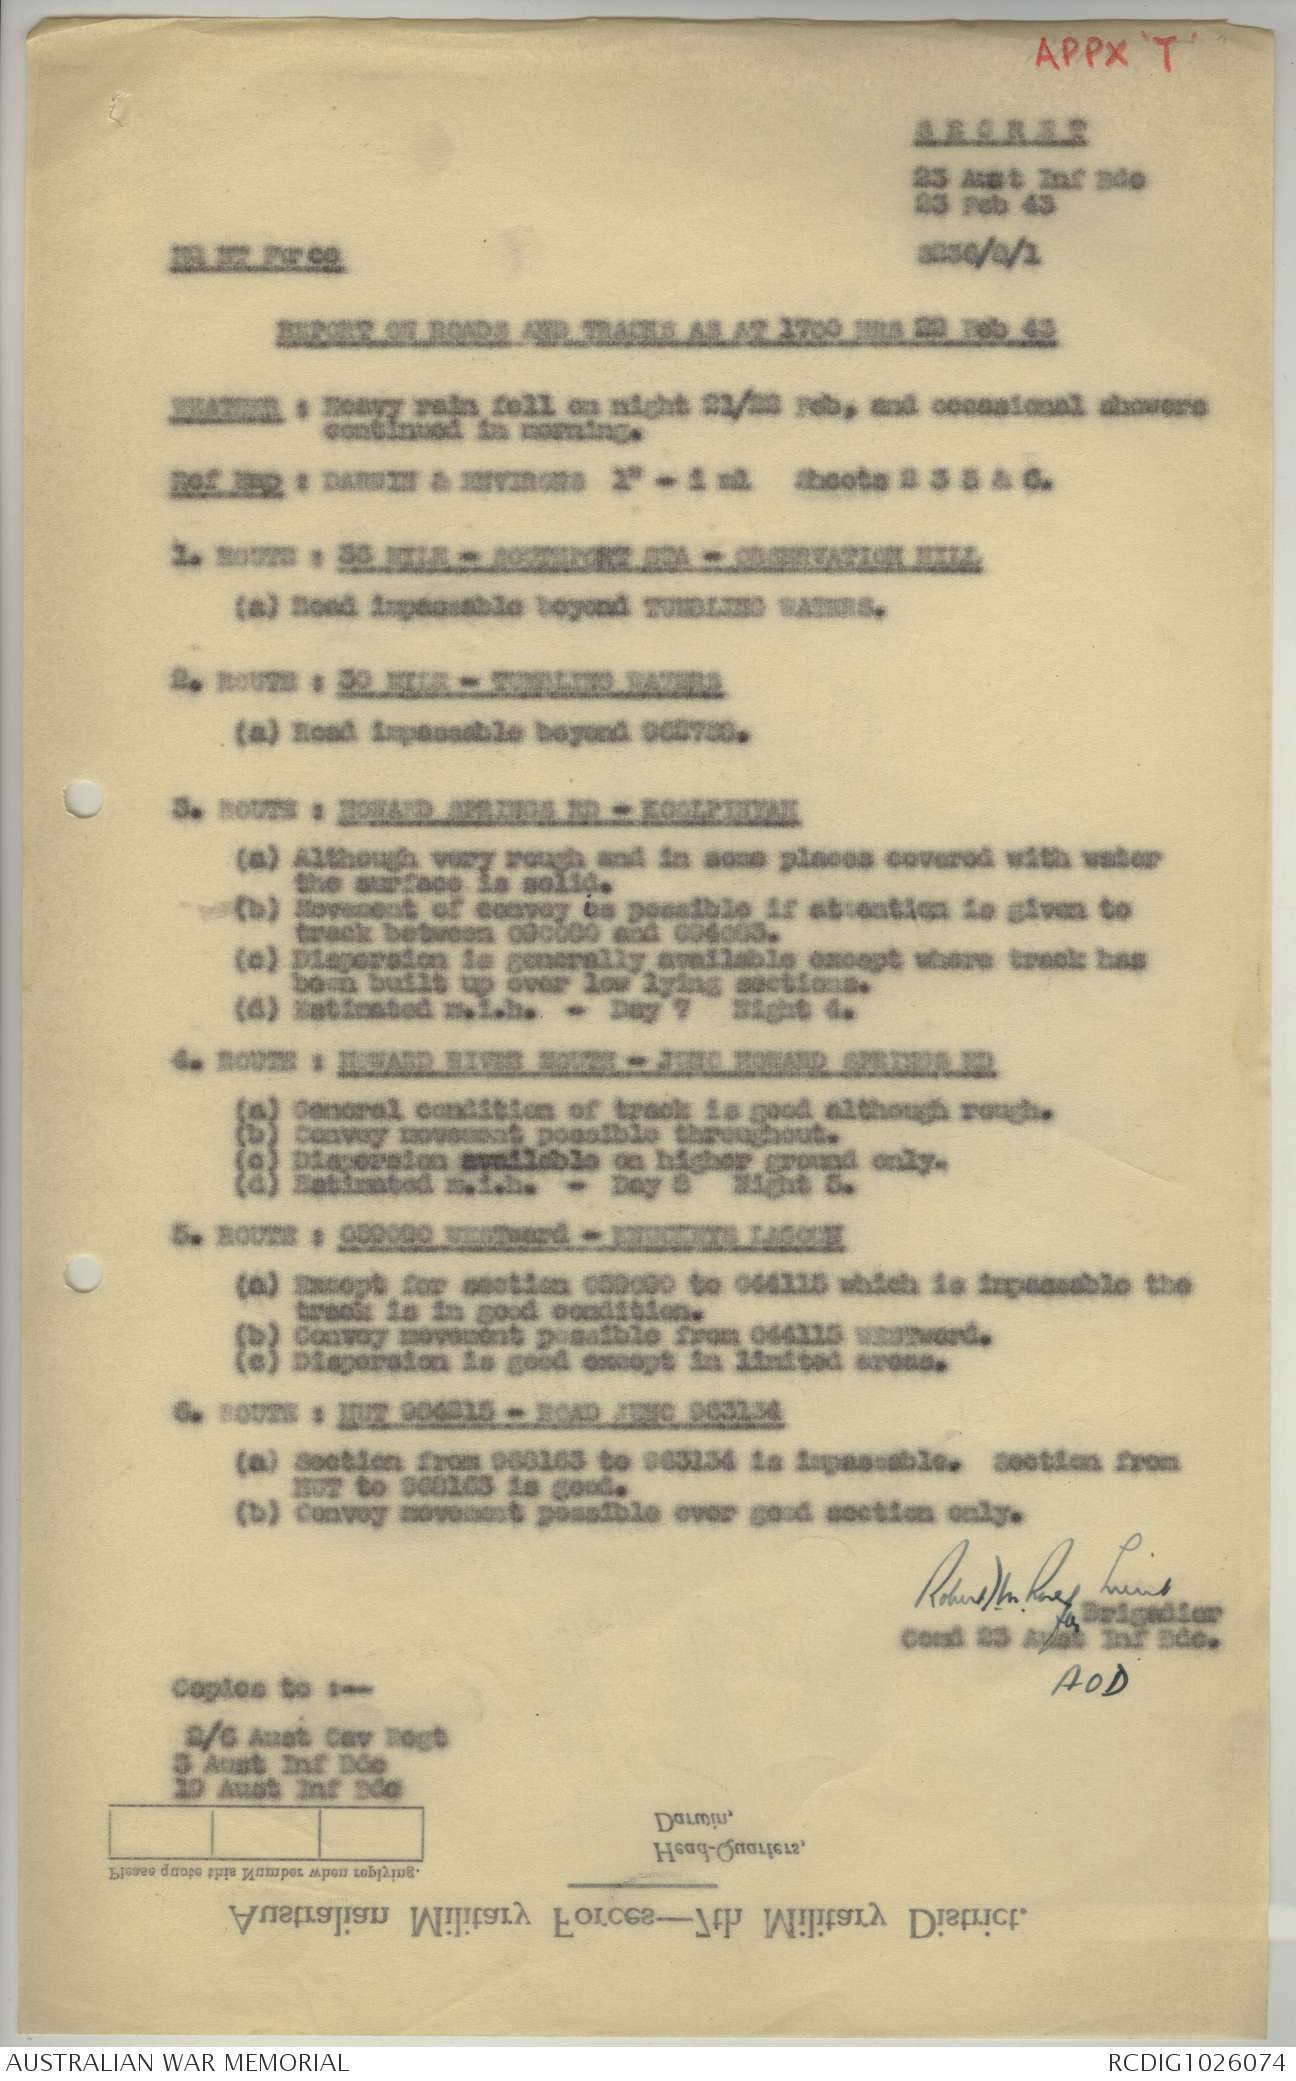 APPX 'T'
SECRET
23 Aust Inf Bde
23 Feb 43
HQ NT Force
REPORT ON ROADS AND TRACKS AS AT 1700 HRS 22 Feb 43
WEATHER : Heavy rain fell on night 21/22 Feb, and occasional showers
continued in morning.
Ref Map : DARWIN & ENVIRONS 1" - 1 ml Sheets 2 3 5 & 6.
1. ROUTE : MILE - SOUTHPORT STA - OBSERVATION HILL
(a) Road impassable beyond TUMBLING WATERS.
2. ROUTE : 30 MILE - TUMBLING WATERS
(a) Road impassable beyond
3. ROUTE : HOWARD SPRINGS RD - KOOLPINYAH
(a) Although very rough and in some places covered with water
the surface is solid.
(b) Movement of convoy is possible if attention is given to
track between and
(c) Dispersion is generally available except where track has
been built up over low lying sections.
(d) Estimated m.i.h. - Day 7 Night 4.
4. ROUTE : HOWARD RIVER MOUTH - JUNC HOWARD SPRINGS RD
(a) General condition of track is good although rough.
(b) Convoy movement possible throughout.
(c) Dispersion available on higher ground only.
(d) Estimated m.i.h. - Day 8 Night 5.
5. ROUTE : WESTward - LAGOON
(a) Except for section to 044115 which is impassable the
track is in good condition.
(b) Convoy movement possible from 044115 WESTward.
(c) Dispersion is good except in limited areas.
6. ROUTE : HUT - ROAD JUNC 963134
(a) Section from to 963134 is impassable. Section from
HUT to is good.
(b) Convoy movement possible over good section only.
for Brigadier
Comd 23 Aust Inf Bde.
AOD
Copies to :--
2/6 Aust Cav Regt
3 Aust Inf Bde
19 Aust Inf Bde
Darwin,
Head-Quarters,
Please quote this Number when replying.
Australian Military Forces—7th Military District.
AUSTRALIAN WAR MEMORIAL
RCDIG1026074